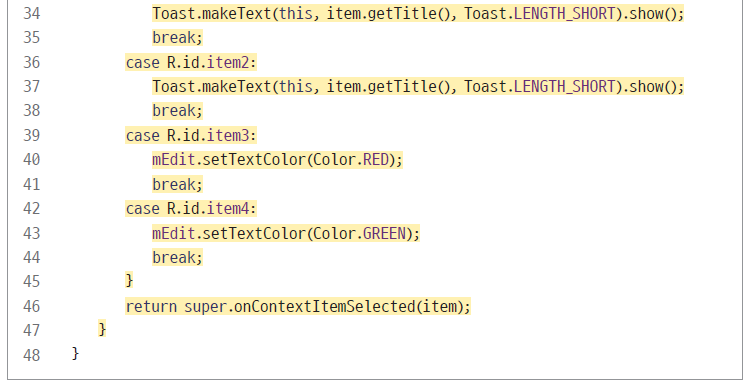 34 Toast.makeText(this, item.getTitle(), Toast.LENGTH_SHORT).show();
35 break;
36 case R.id.item2:
37 Toast.makeText(this, item.getTitle(), Toast.LENGTH_SHORT).show();
38 break;
39 case R.id.item3:
40 mEdit.setTextColor(Color.RED);
41 break;
42 case R.id.item4:
43 mEdit.setTextColor(Color.GREEN);
44 break;
45 }
46 return super.onContextItemSelected(item);
47 }
48 }